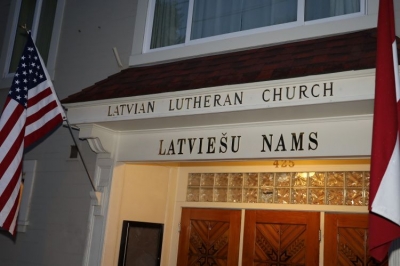 LATVIAN LUTHERAN CHURCH
LATVIEŠU NAMS
425